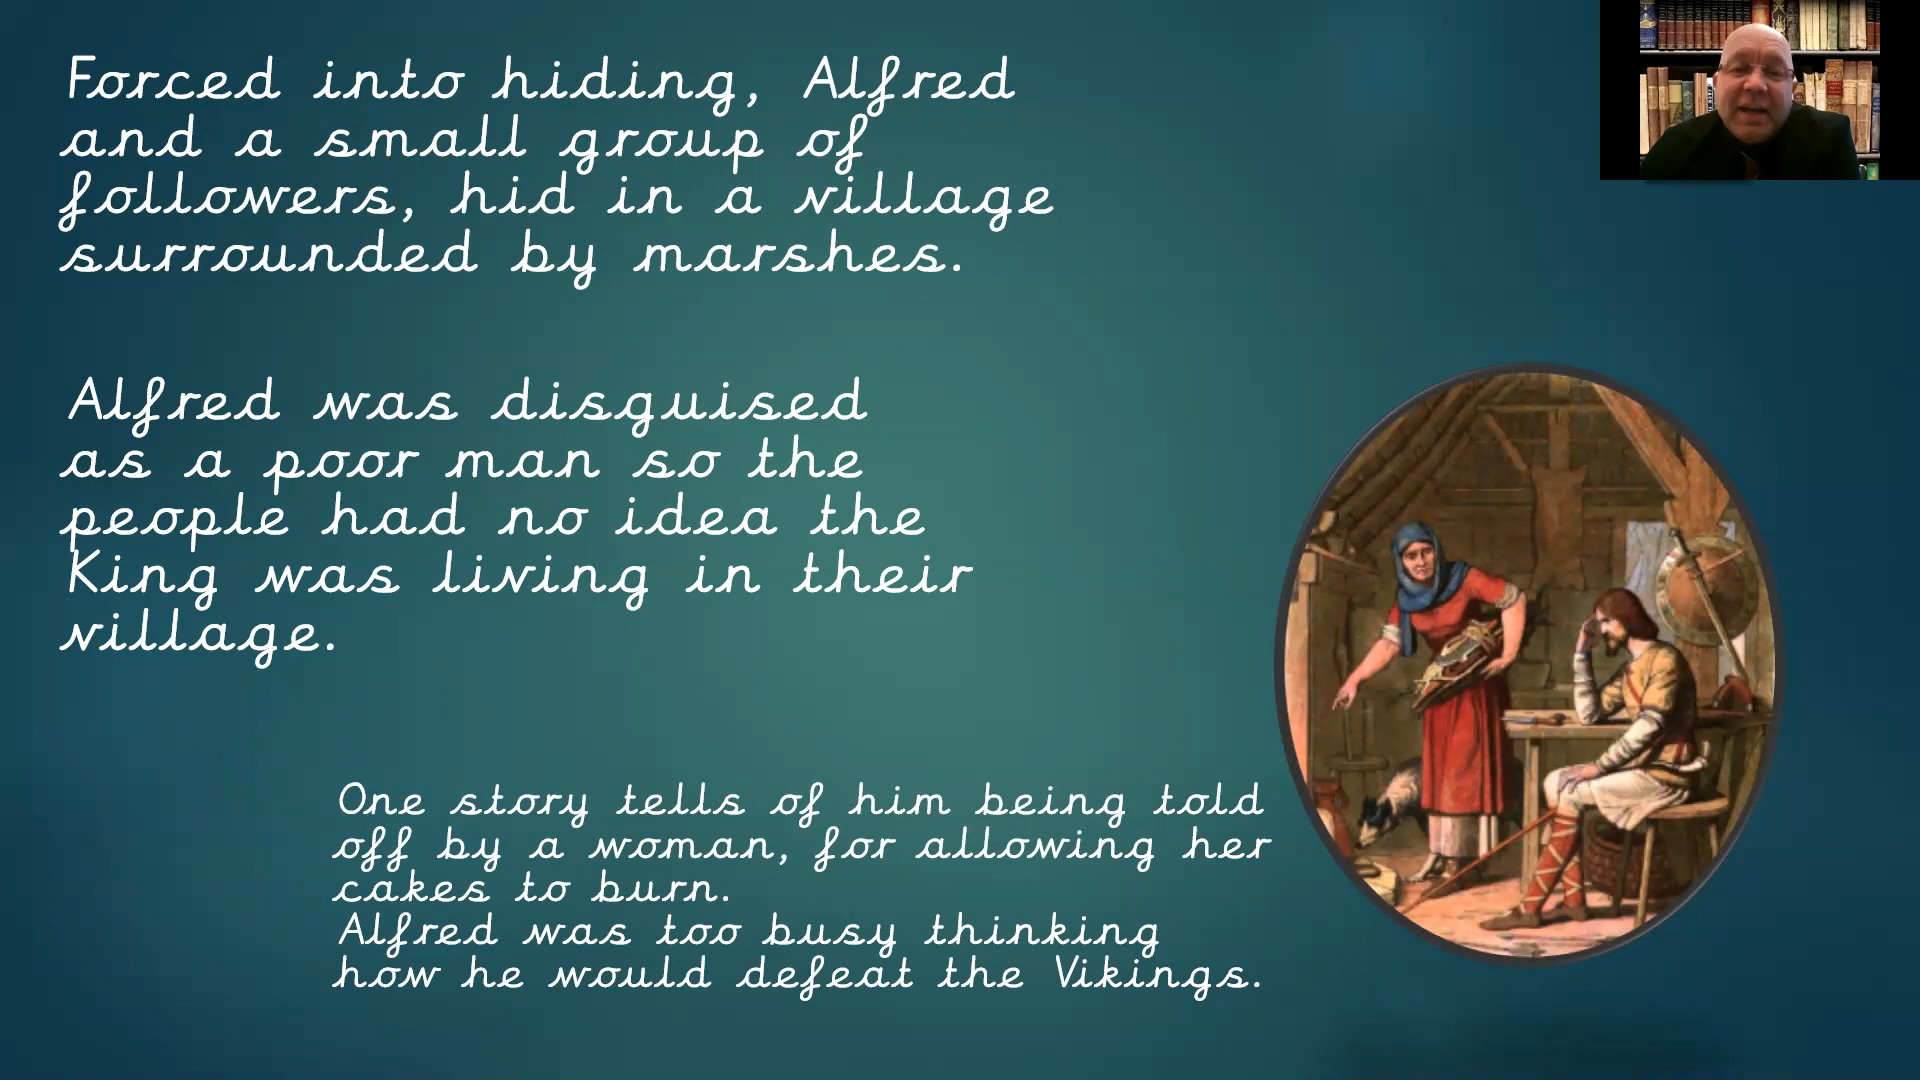 Forced into hiding, Alfred
and a small group of
followers, hid in a village
surrounded by marshes.
Alfred was disguised
as a poor man so the
people had no idea the
King was living in their
village.
One story tells of him being told
off by a woman, for allowing her
cakes to burn.
Alfred was too busy thinking
how he would defeat the Vikings.